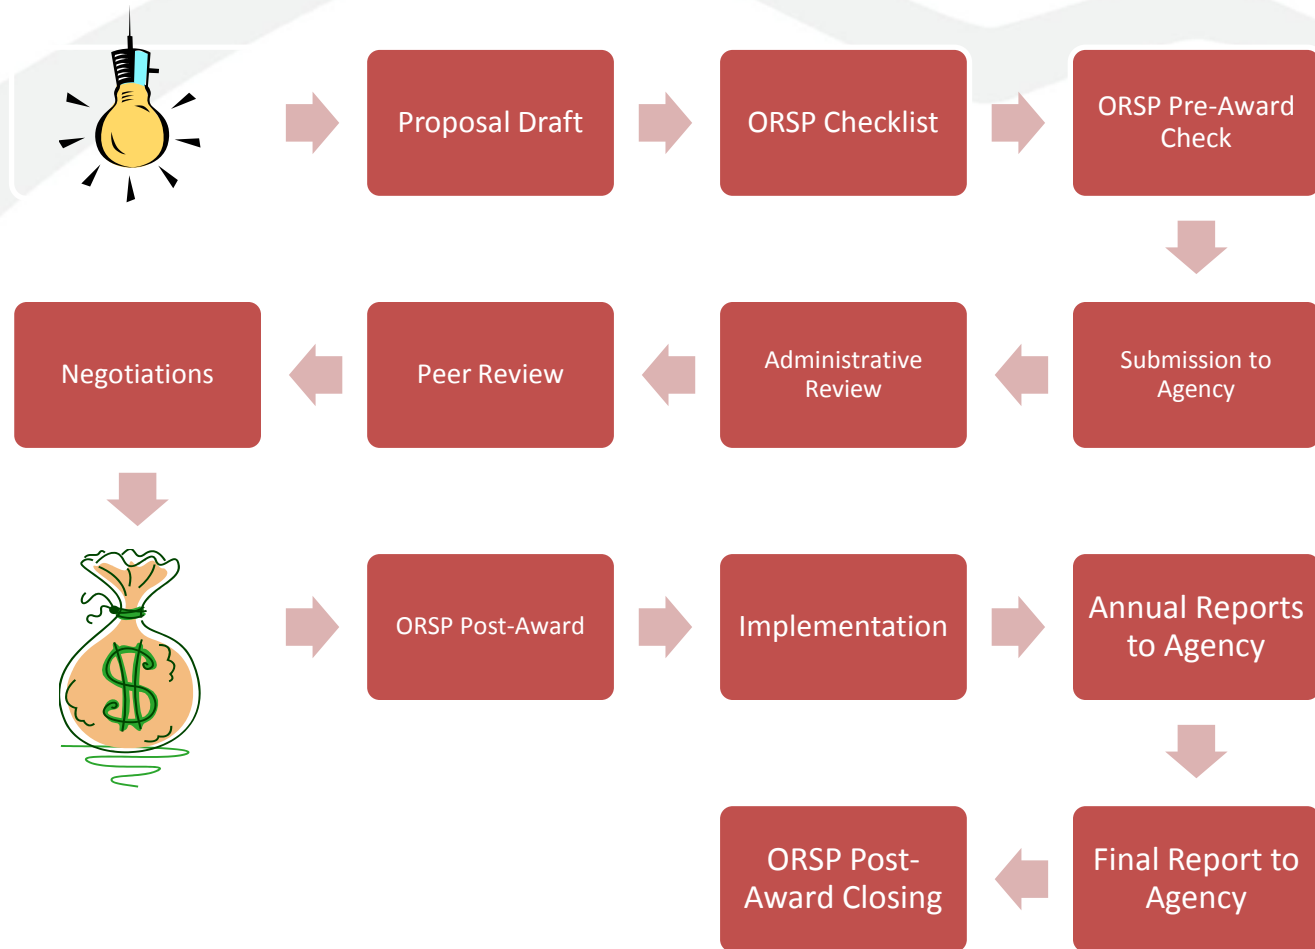 Proposal Draft
ORSP Checklist
ORSP Pre-Award
Check
Submission to
Agency
Administrative
Review
Peer Review
Negotiations
$
ORSP Post-Award
Implementation
Annual Reports
to Agency
Final Report to
Agency
ORSP Post-
Award Closing